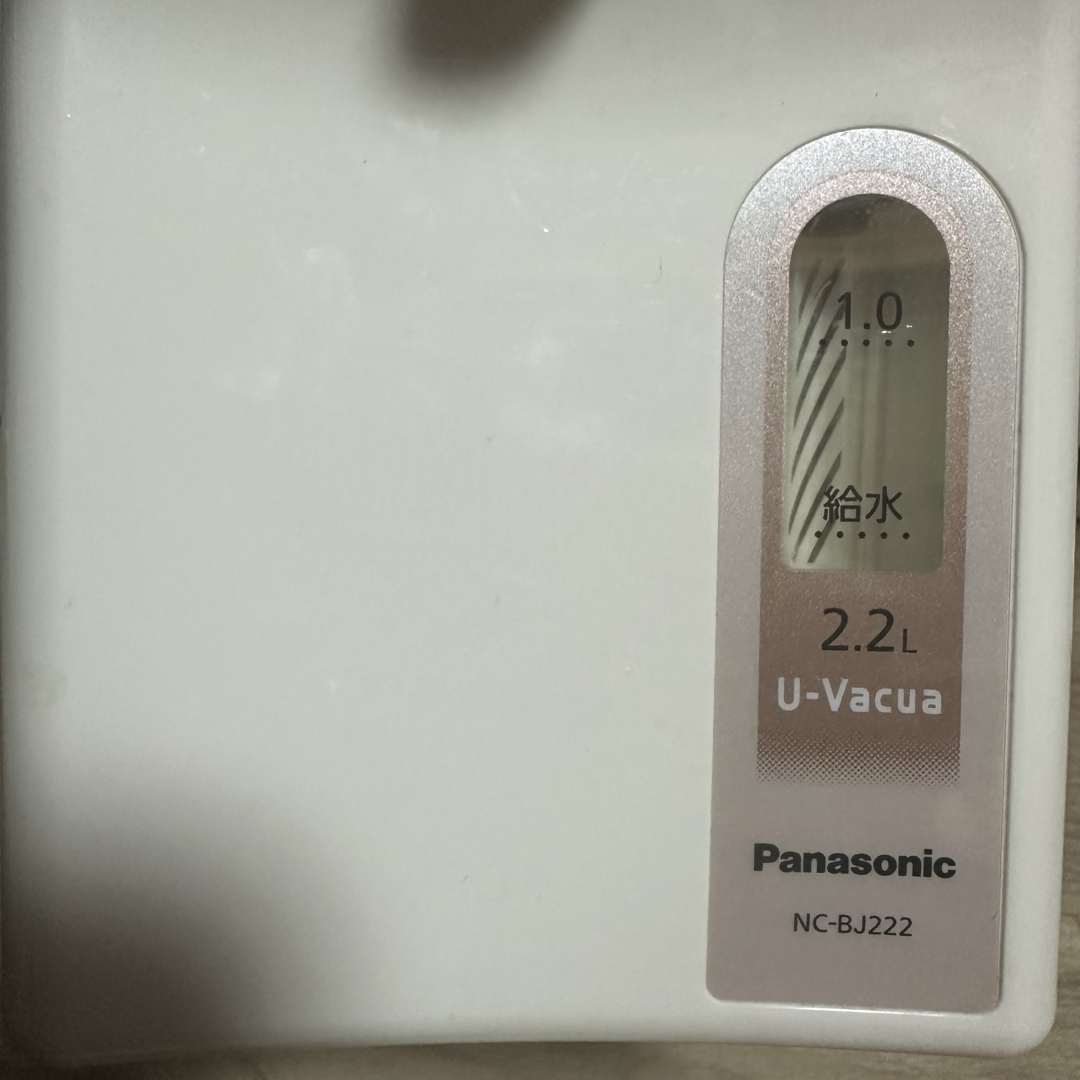 1.0
給水
2.2L
U-Vacua
Panasonic
NC-BJ222